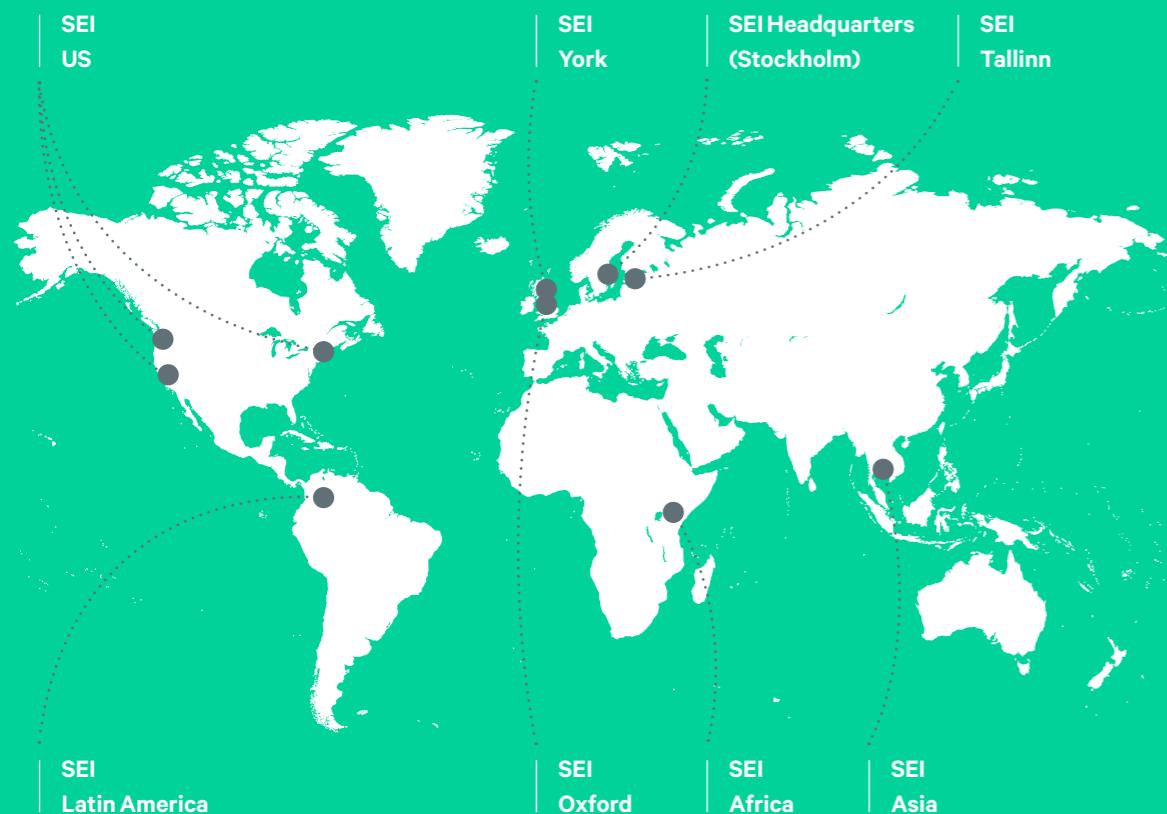 SEI
US
SEI
York
SEI Headquarters
(Stockholm)
SEI
Tallinn
SEI
Latin America
SEI
Oxford
SEI
Africa
SEI
Asia